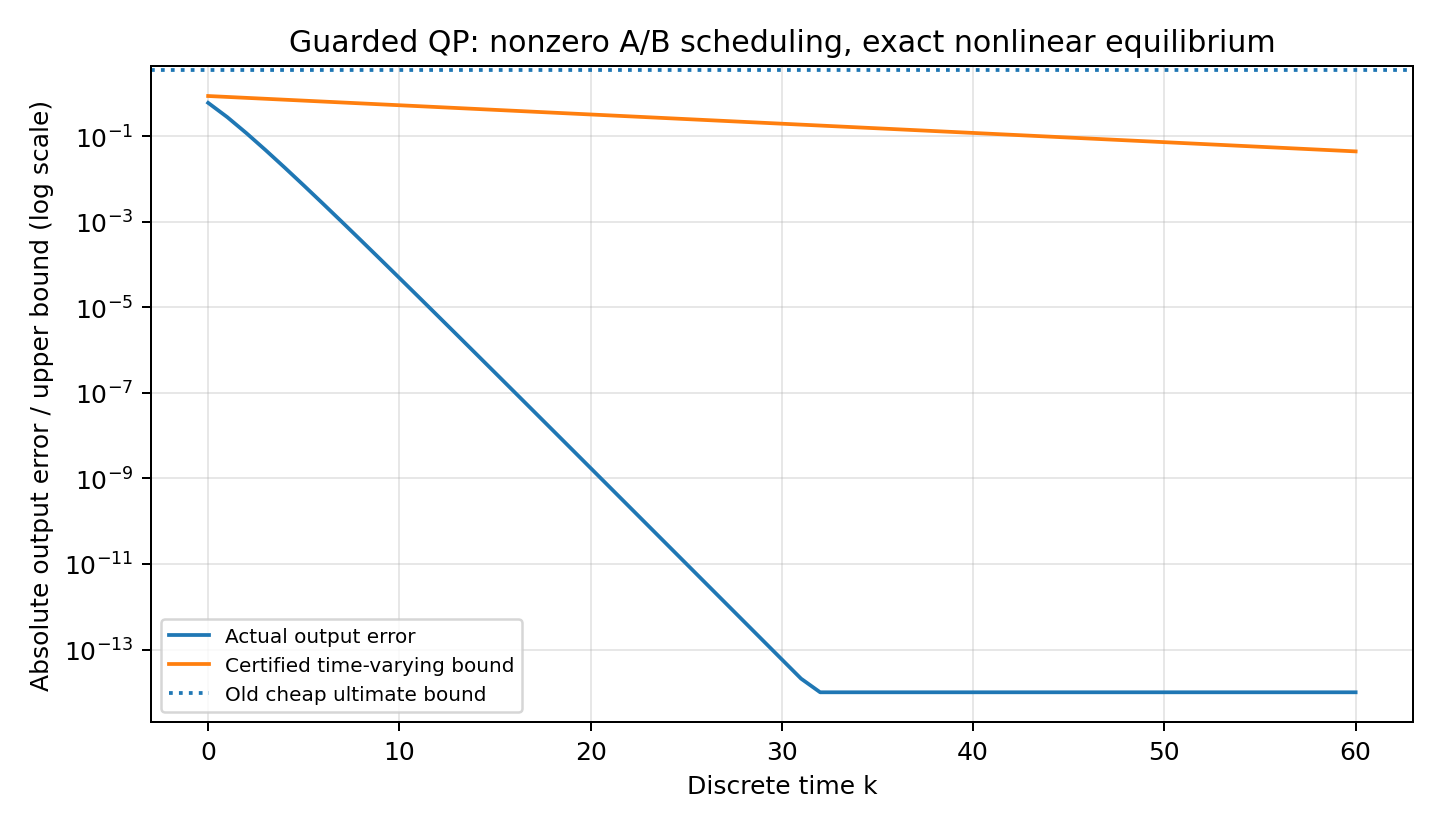 Guarded QP: nonzero A/B scheduling, exact nonlinear equilibrium
Absolute output error / upper bound (log scale)
10⁻¹
10⁻³
10⁻⁵
10⁻⁷
10⁻⁹
10⁻¹¹
10⁻¹³
Actual output error
Certified time-varying bound
Old cheap ultimate bound
0 10 20 30 40 50 60
Discrete time k